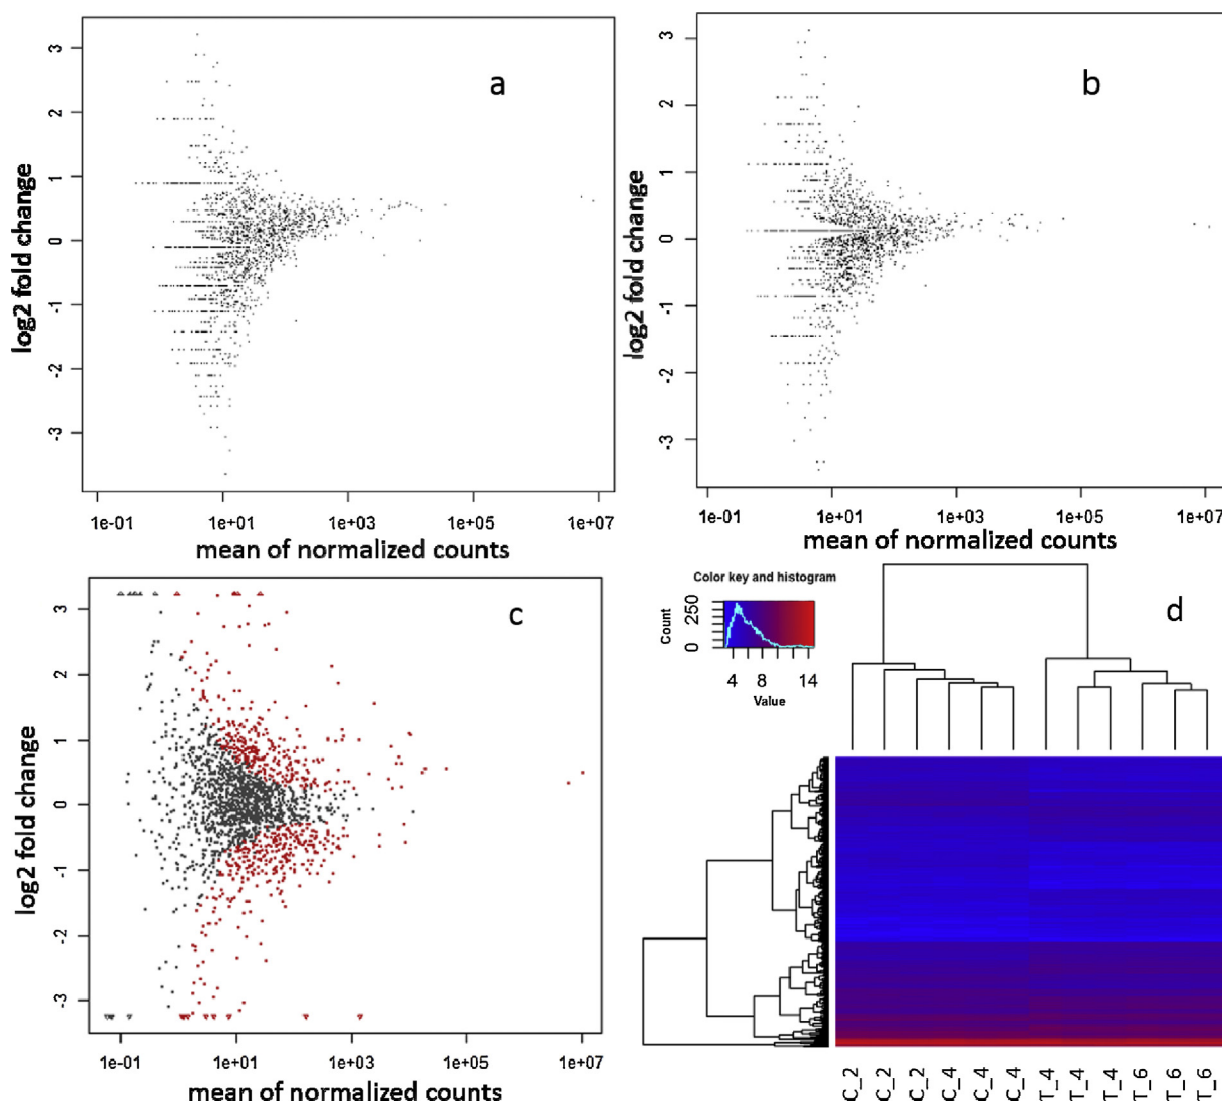 a
3
2
1
0
-1
-2
-3
log2 fold change
1e-01 1e+01 1e+03 1e+05 1e+07
mean of normalized counts
b
3
2
1
0
-1
-2
-3
log2 fold change
1e-01 1e+01 1e+03 1e+05 1e+07
mean of normalized counts
c
3
2
1
0
-1
-2
-3
log2 fold change
1e-01 1e+01 1e+03 1e+05 1e+07
mean of normalized counts
Color key and histogram
d
Count
0 250
4 8 14
Value
C_2 C_2 C_2 C_4 C_4 C_4 T_4 T_4 T_4 T_6 T_6 T_6